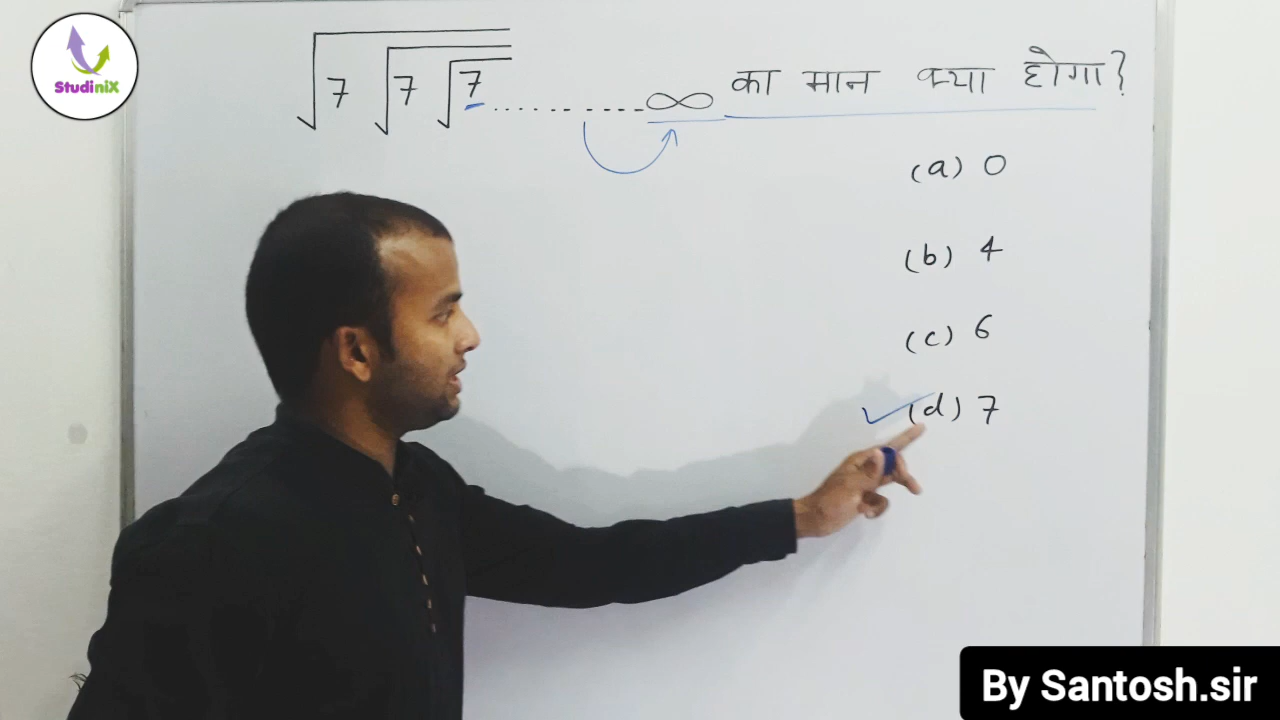 StudiniX
√7 √7 √7 ..........∞ का मान क्या होगा?
(a) 0
(b) 4
(c) 6
(d) 7
By Santosh.sir